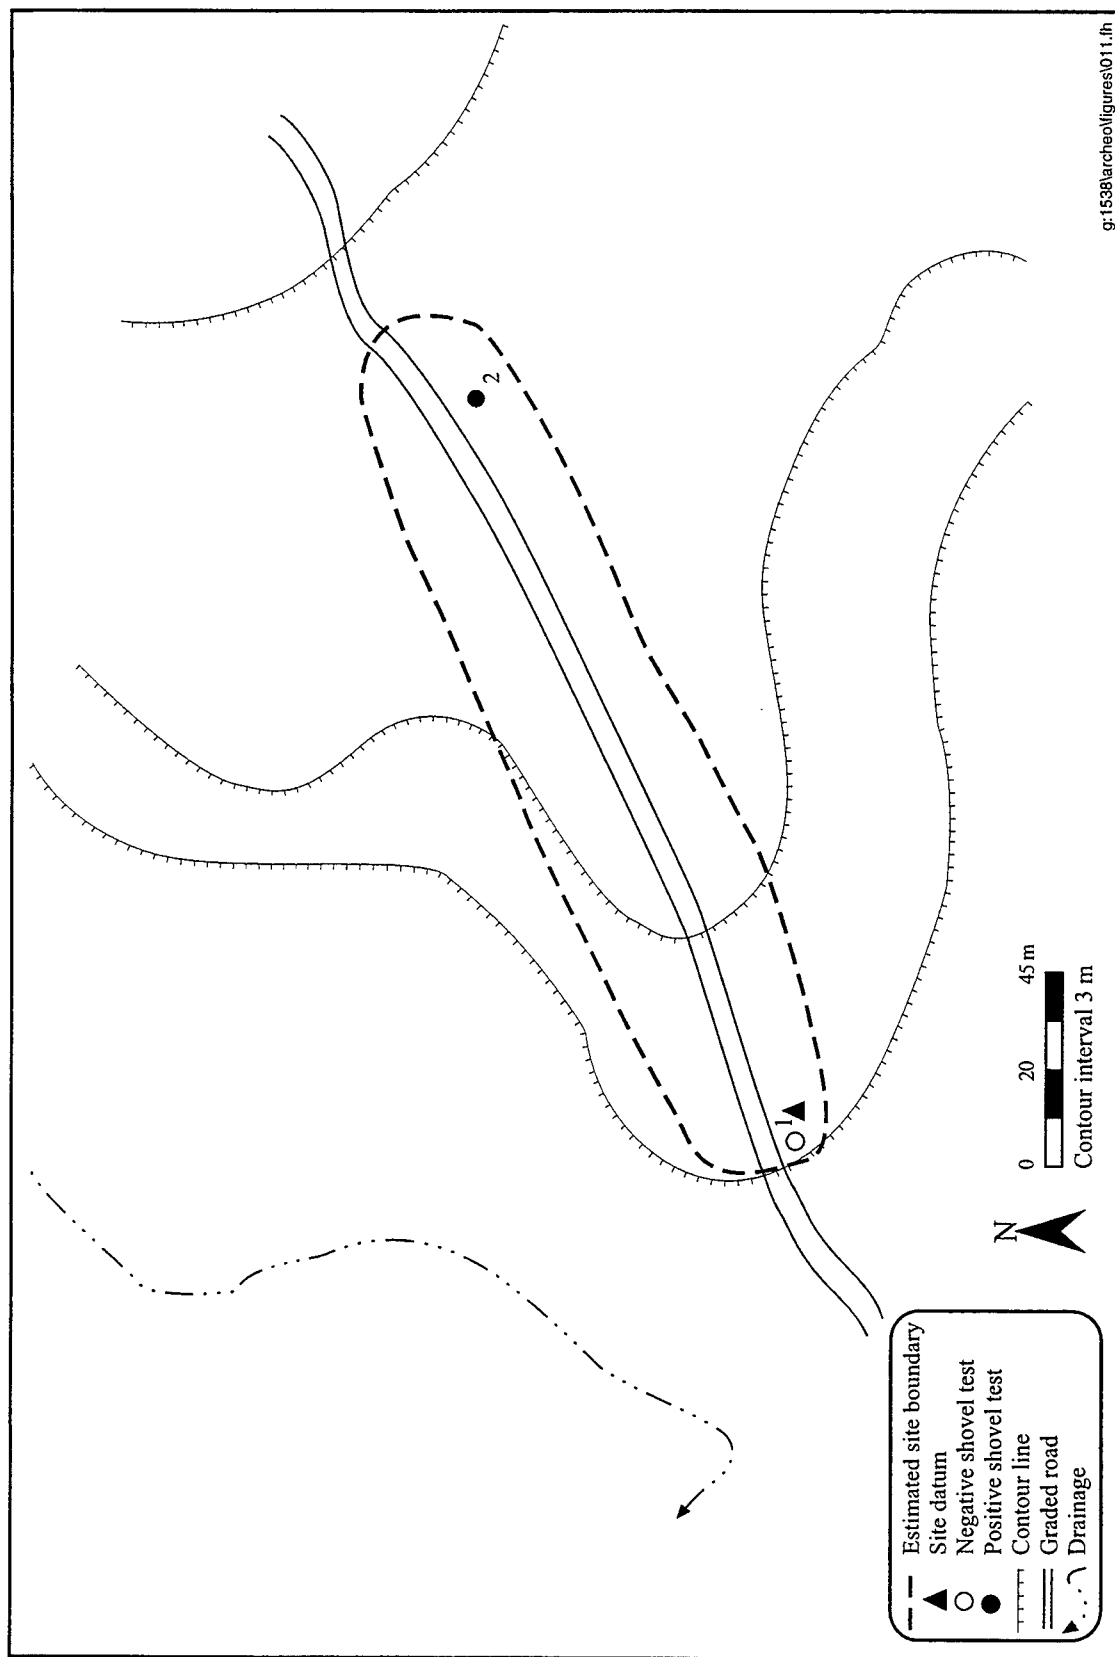 g:1538\archeo\figures\011.fh
2
1
N
0 20 45 m
Contour interval 3 m
Estimated site boundary
Site datum
Negative shovel test
Positive shovel test
Contour line
Graded road
Drainage